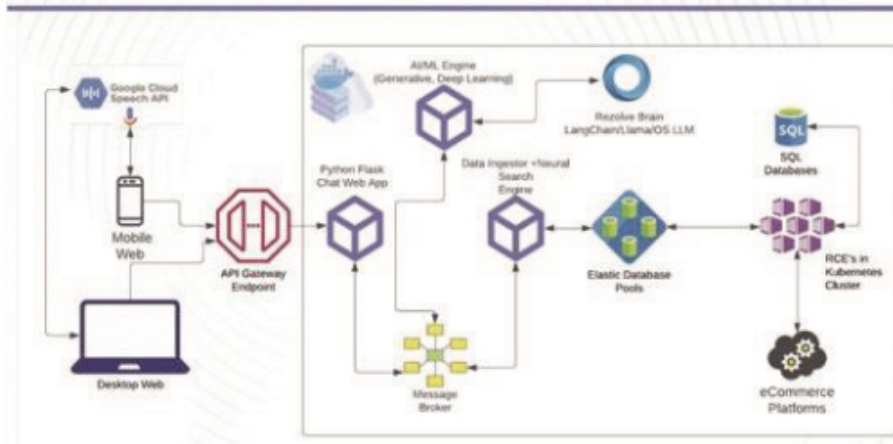 Google Cloud
Speech API
Mobile
Web
Desktop Web
API Gateway
Endpoint
Python Flask
Chat Web App
AI/ML Engine
(Generative, Deep Learning)
Rezolve Brain
LangChain/Llama/OS LLM
Data Ingestor +Neural
Search
Engine
Message
Broker
Elastic Database
Pools
SQL
SQL
Databases
RCE's in
Kubernetes
Cluster
eCommerce
Platforms